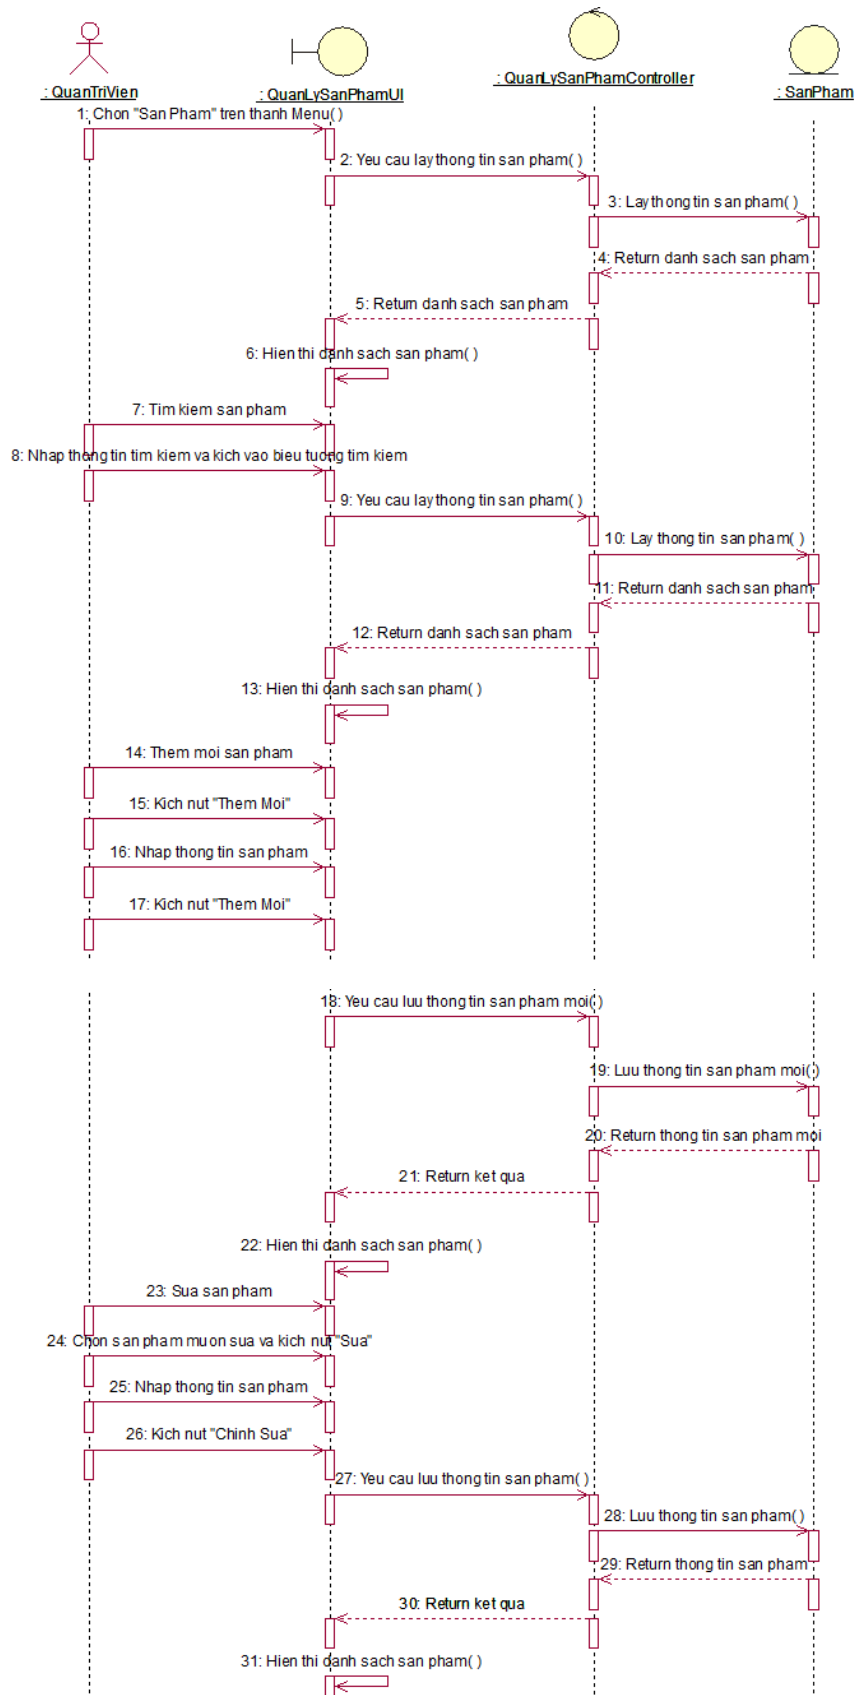 : QuanTriVien
: QuanLySanPhamUI
: QuanLySanPhamController
: SanPham
1: Chon "San Pham" tren thanh Menu( )
2: Yeu cau lay thong tin san pham( )
3: Lay thong tin san pham( )
4: Return danh sach san pham
5: Return danh sach san pham
6: Hien thi danh sach san pham( )
7: Tim kiem san pham
8: Nhap thong tin tim kiem va kich vao bieu tuong tim kiem
9: Yeu cau lay thong tin san pham( )
10: Lay thong tin san pham( )
11: Return danh sach san pham
12: Return danh sach san pham
13: Hien thi danh sach san pham( )
14: Them moi san pham
15: Kich nut "Them Moi"
16: Nhap thong tin san pham
17: Kich nut "Them Moi"
18: Yeu cau luu thong tin san pham moi( )
19: Luu thong tin san pham moi( )
20: Return thong tin san pham moi
21: Return ket qua
22: Hien thi danh sach san pham( )
23: Sua san pham
24: Chon san pham muon sua va kich nut "Sua"
25: Nhap thong tin san pham
26: Kich nut "Chinh Sua"
27: Yeu cau luu thong tin san pham( )
28: Luu thong tin san pham( )
29: Return thong tin san pham
30: Return ket qua
31: Hien thi danh sach san pham( )